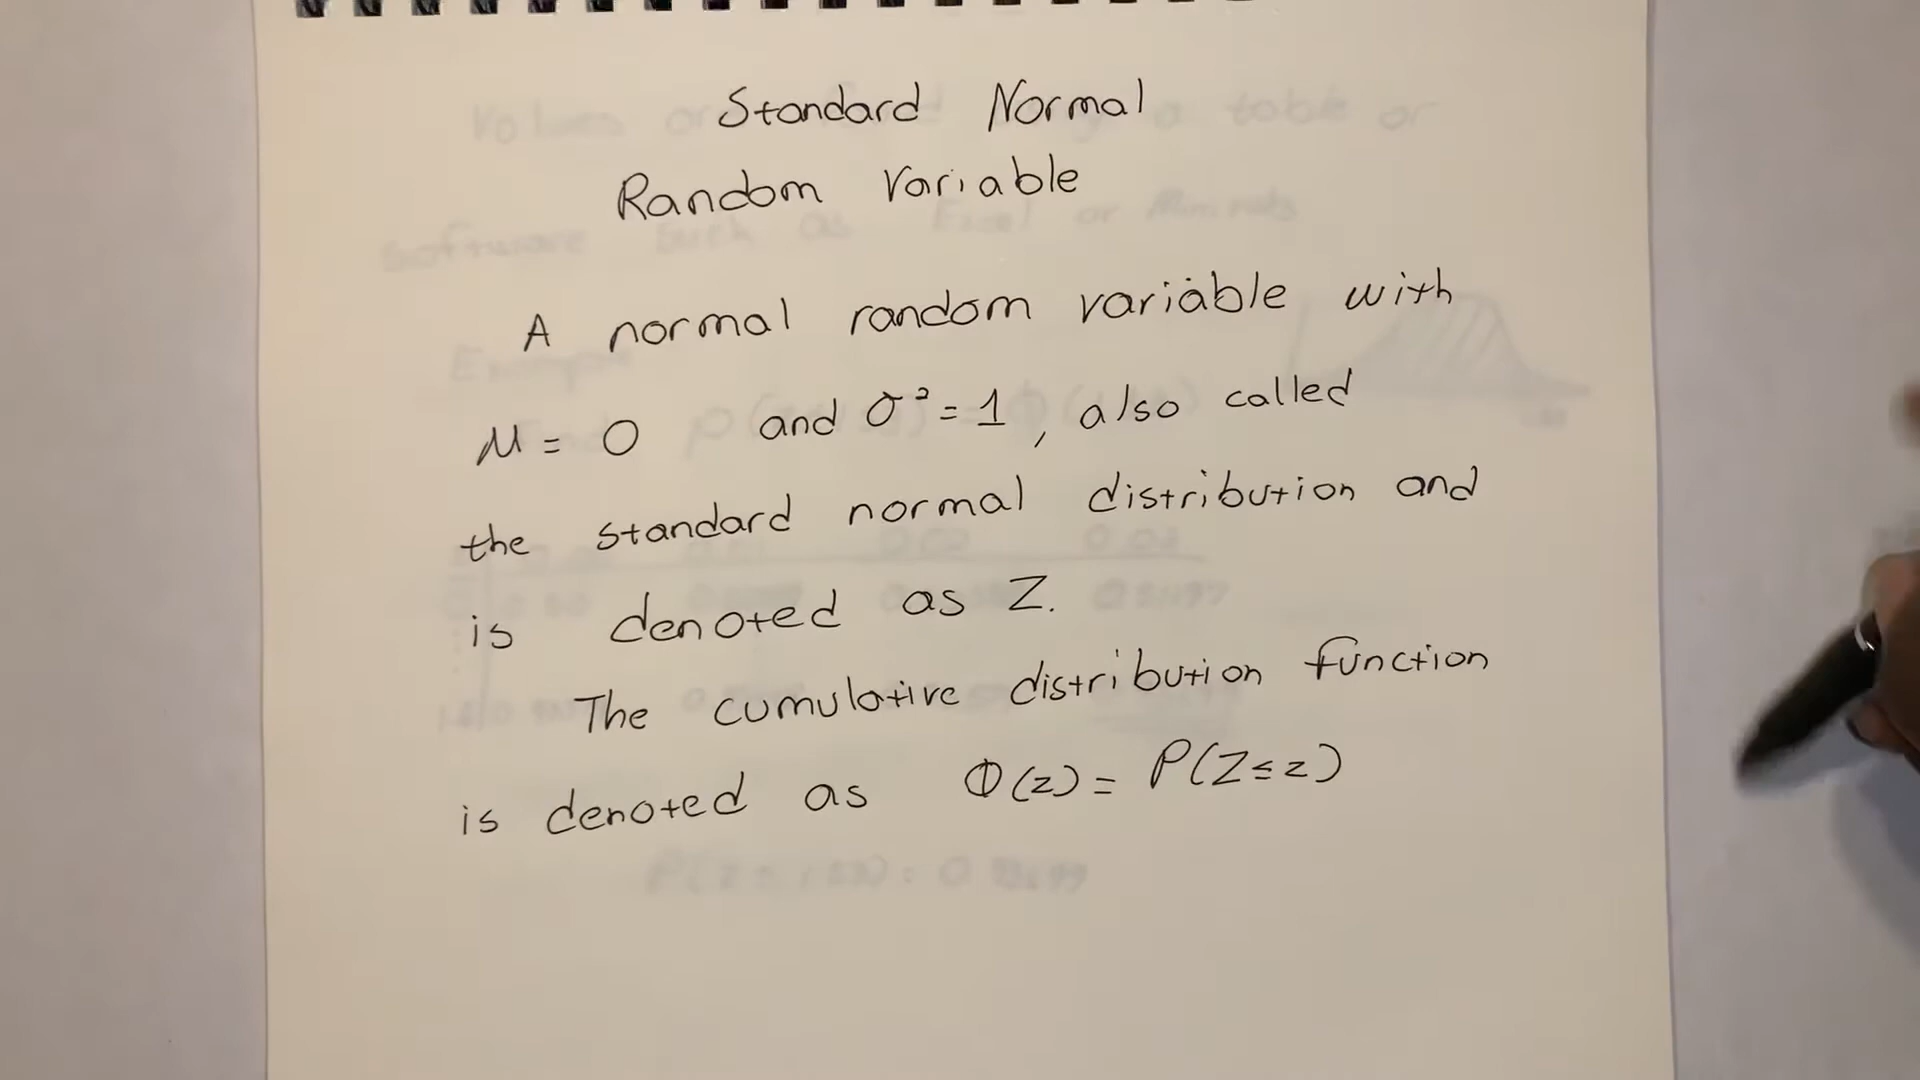 Standard Normal
Random Variable
A normal random variable with
μ = 0 and σ² = 1, also called
the standard normal distribution and
is denoted as Z.
The cumulative distribution function
is denoted as Φ(z) = P(Z≤z)